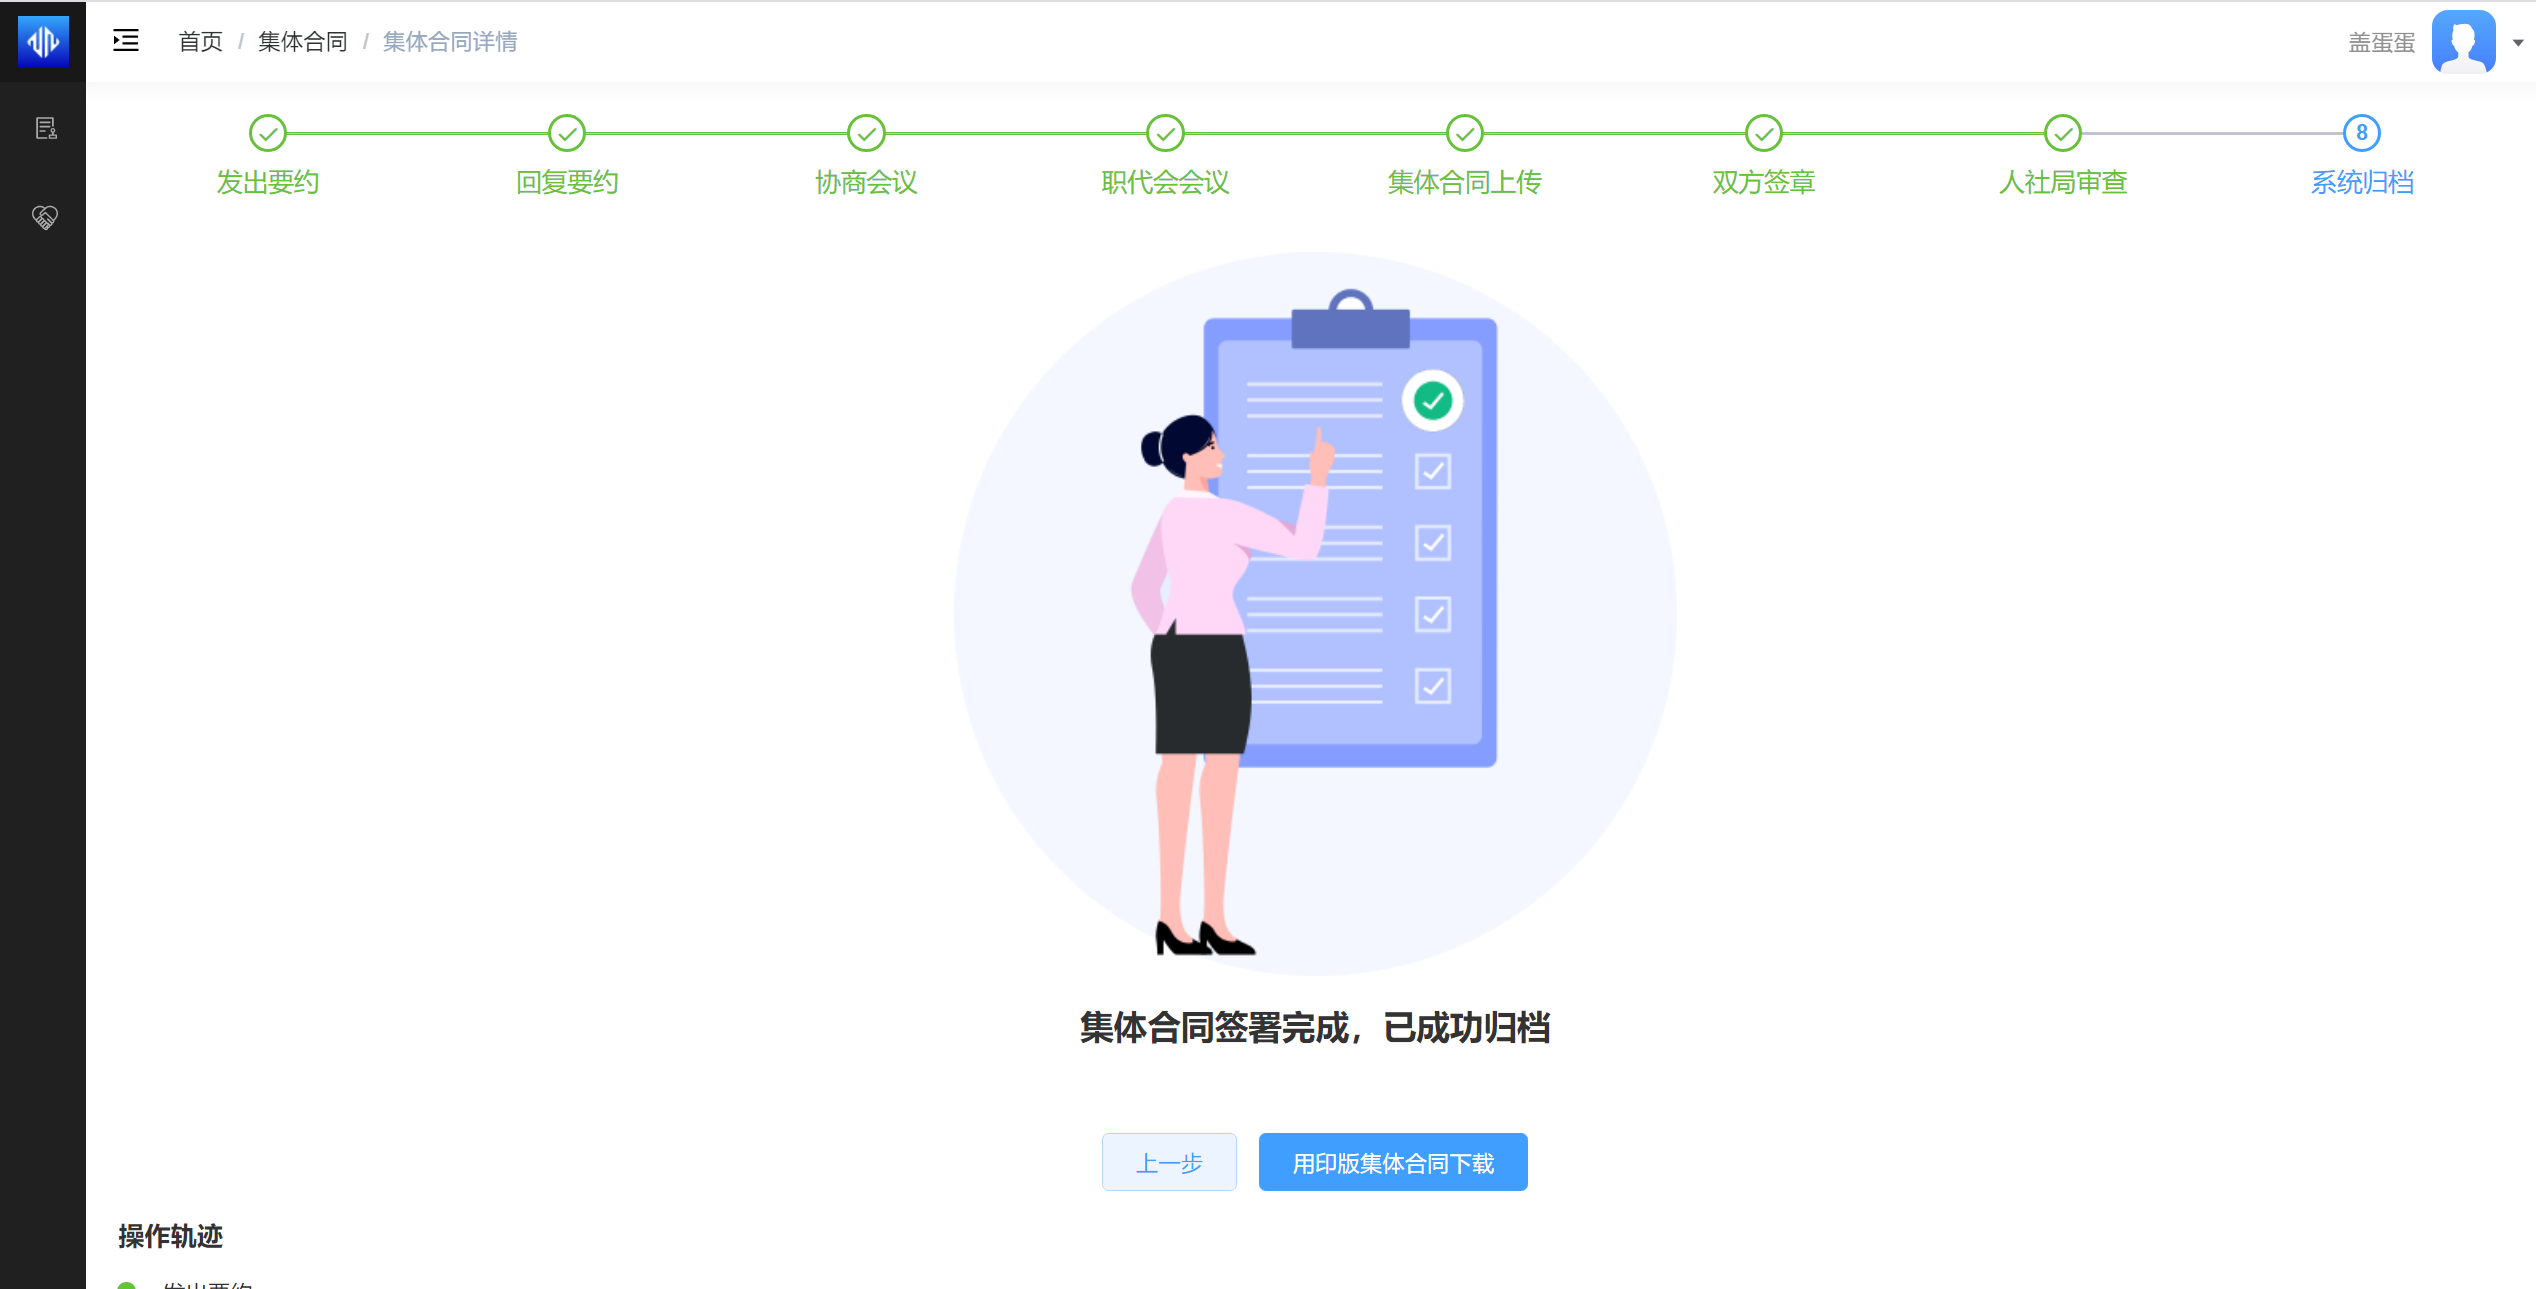 首页 / 集体合同 / 集体合同详情
盖蛋蛋
8
发出要约
回复要约
协商会议
职代会会议
集体合同上传
双方签章
人社局审查
系统归档
集体合同签署完成，已成功归档
上一步
用印版集体合同下载
操作轨迹
发出要约